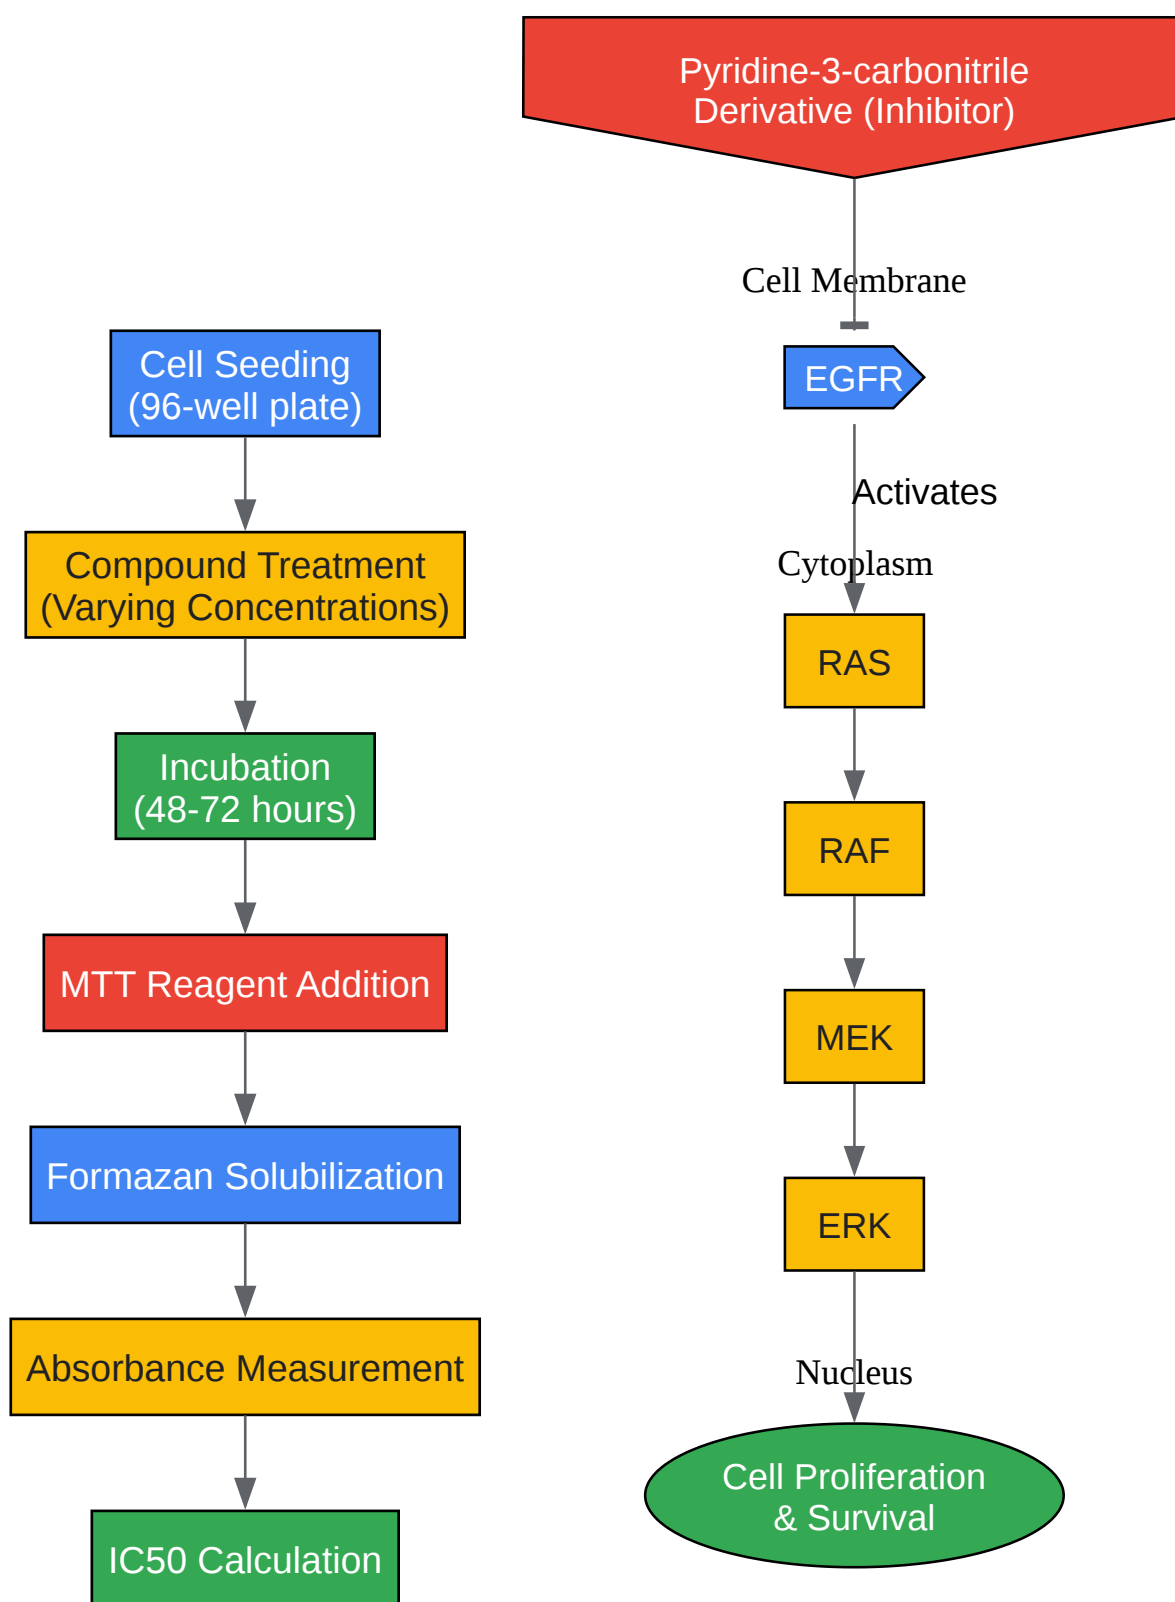 Cell Seeding
(96-well plate)
Compound Treatment
(Varying Concentrations)
Incubation
(48-72 hours)
MTT Reagent Addition
Formazan Solubilization
Absorbance Measurement
IC50 Calculation
Pyridine-3-carbonitrile
Derivative (Inhibitor)
Cell Membrane
EGFR
Activates
Cytoplasm
RAS
RAF
MEK
ERK
Nucleus
Cell Proliferation
& Survival